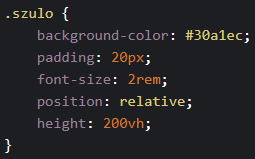 .szulo {
    background-color: #30a1ec;
    padding: 20px;
    font-size: 2rem;
    position: relative;
    height: 200vh;
}